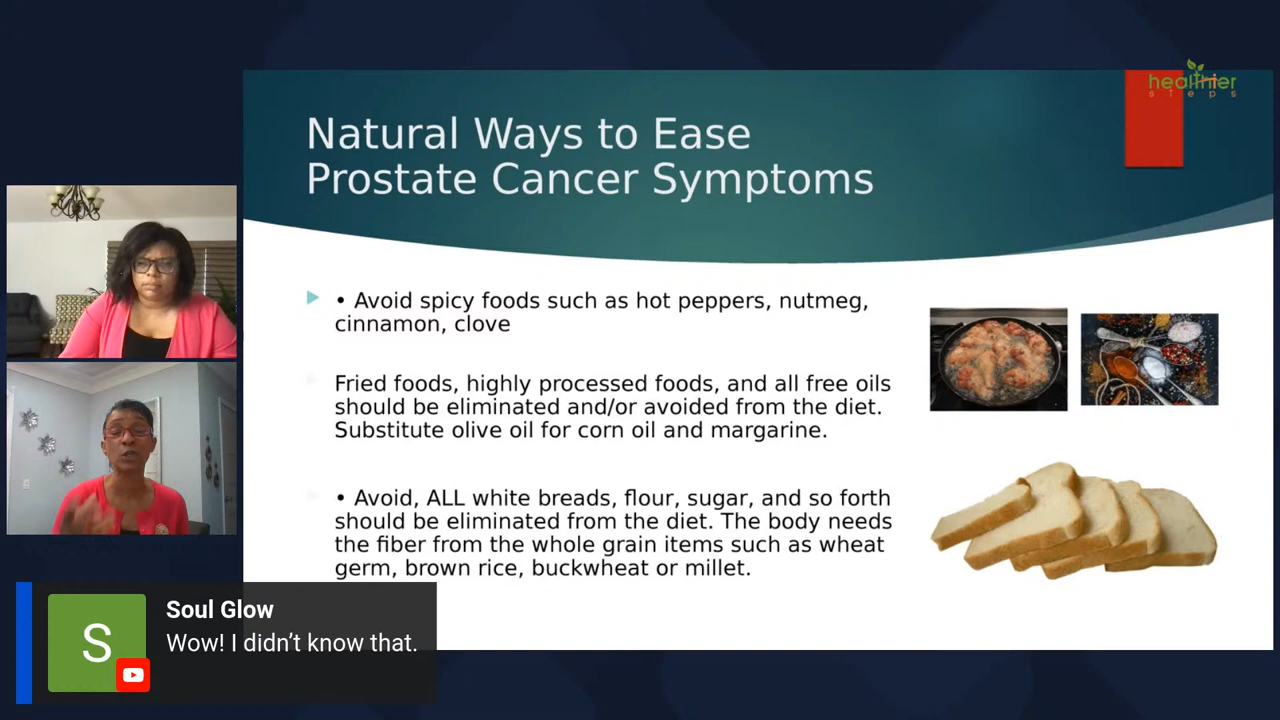 healthier
steps
Natural Ways to Ease
Prostate Cancer Symptoms
• Avoid spicy foods such as hot peppers, nutmeg,
cinnamon, clove
Fried foods, highly processed foods, and all free oils
should be eliminated and/or avoided from the diet.
Substitute olive oil for corn oil and margarine.
• Avoid, ALL white breads, flour, sugar, and so forth
should be eliminated from the diet. The body needs
the fiber from the whole grain items such as wheat
germ, brown rice, buckwheat or millet.
S
Soul Glow
Wow! I didn’t know that.